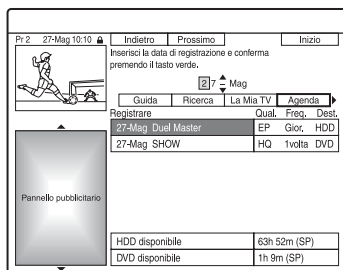 Pr 2 27-Mag 10:10 Indietro Prossimo Inizio
Inserisci la data di registrazione e conferma
premendo il tasto verde.
27 Mag
Guida Ricerca La Mia TV Agenda
Registrare Qual. Freq. Dest.
27-Mag Duel Master EP Gior. HDD
27-Mag SHOW HQ 1volta DVD
Pannello pubblicitario
HDD disponibile 63h 52m (SP)
DVD disponibile 1h 9m (SP)